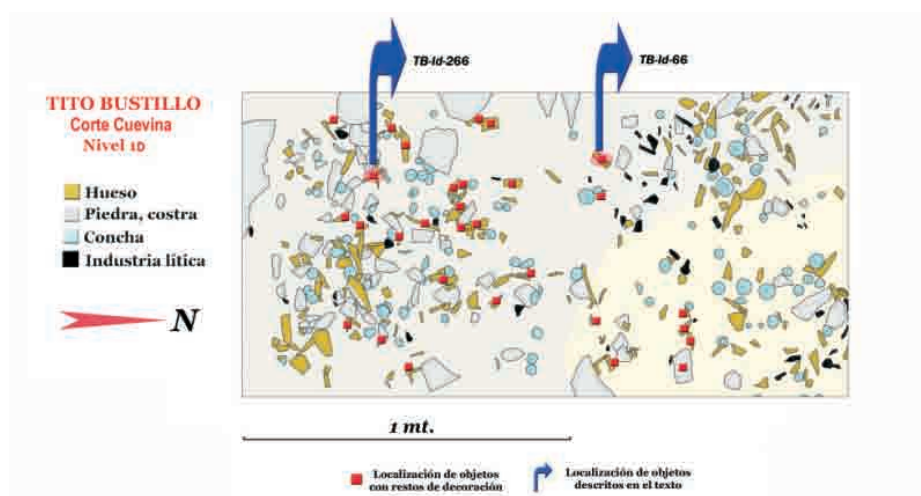 TB-Id-266
TB-Id-66
TITO BUSTILLO
Corte Cuevina
Nivel 1D
Hueso
Piedra, costra
Concha
Industria lítica
N
1 mt.
Localización de objetos
con restos de decoración
Localización de objetos
descritos en el texto